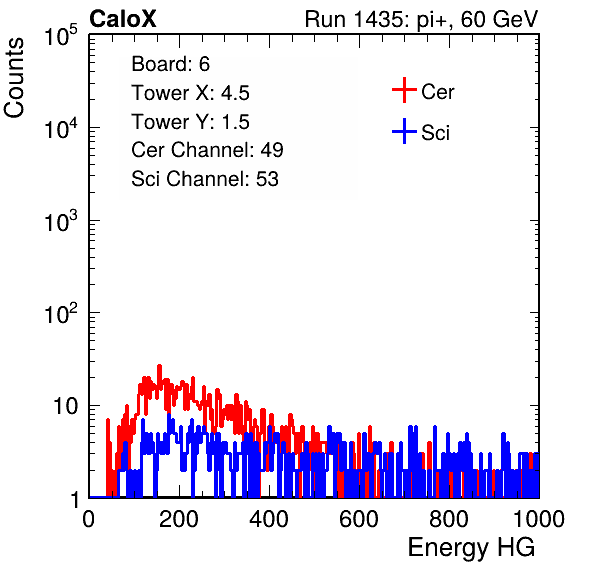 CaloX Run 1435: pi+, 60 GeV
Board: 6
Tower X: 4.5
Tower Y: 1.5
Cer Channel: 49
Sci Channel: 53
Cer
Sci
Counts
10^5
10^4
10^3
10^2
10
1
0 200 400 600 800 1000
Energy HG